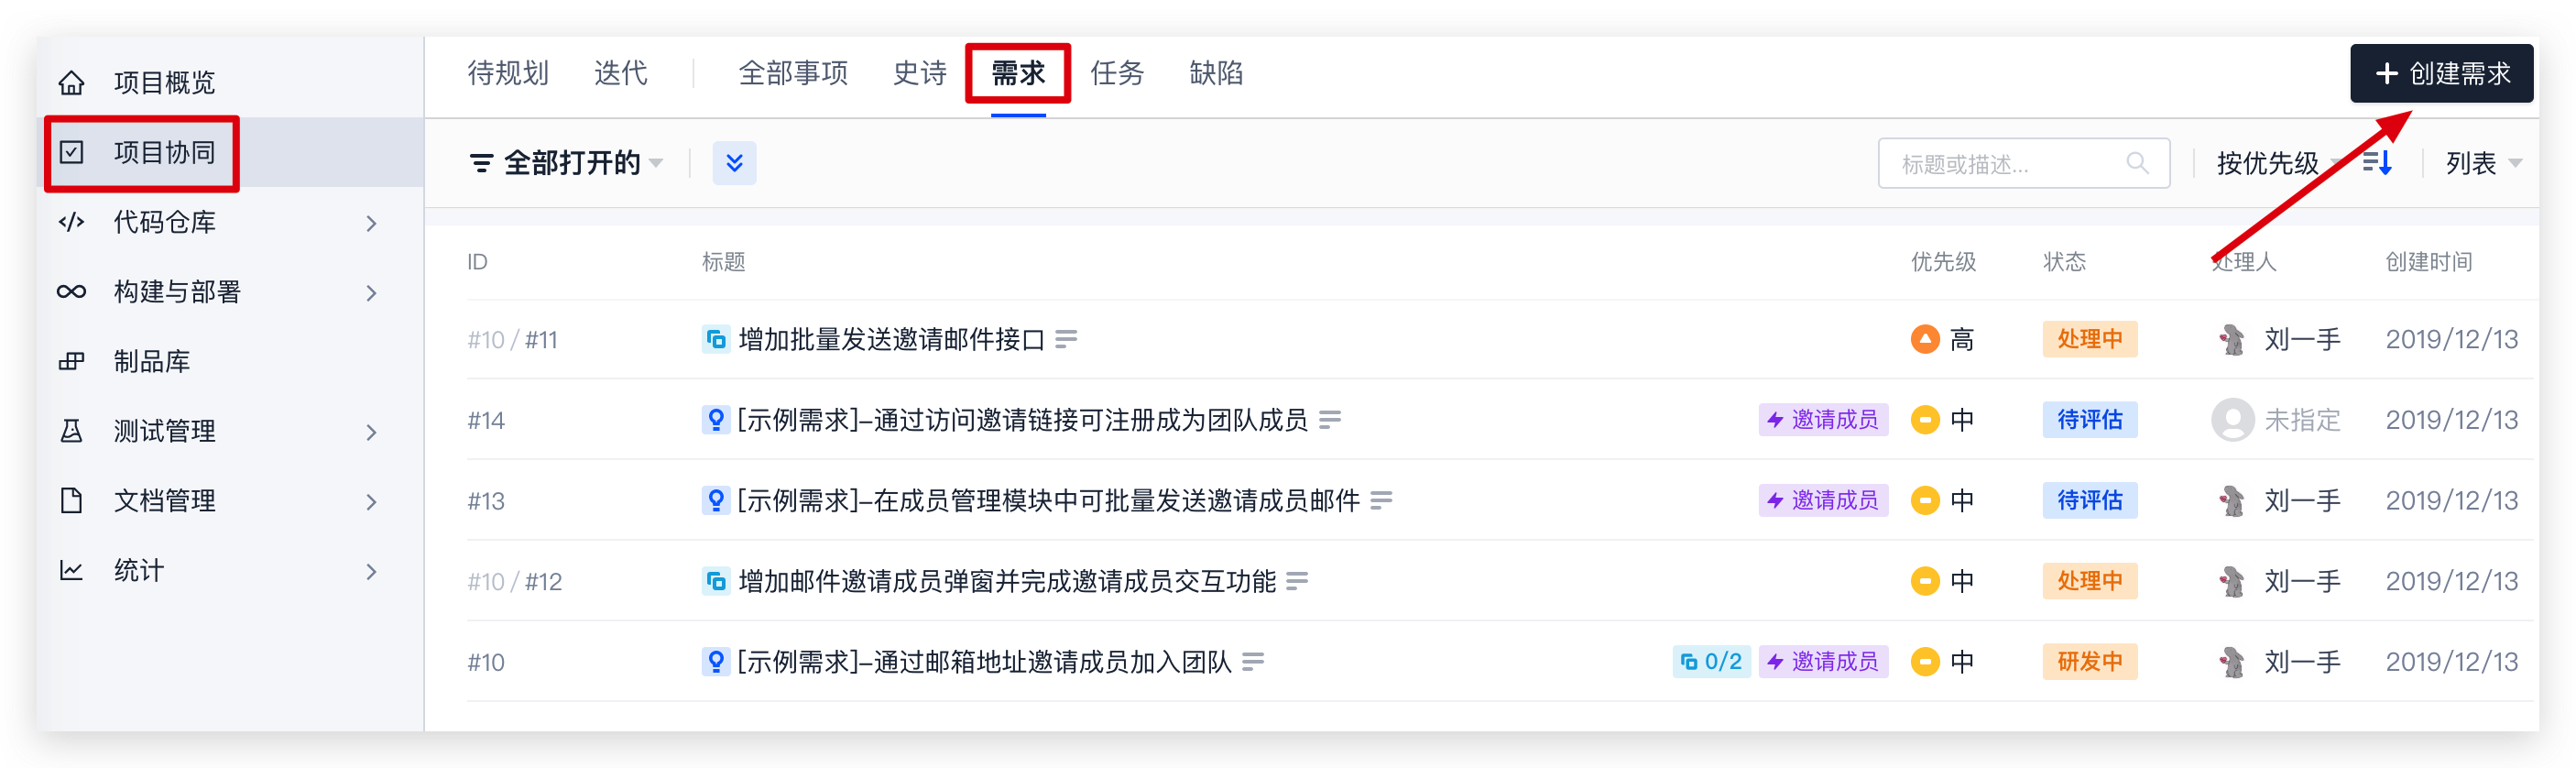 项目概览
项目协同
代码仓库
构建与部署
制品库
测试管理
文档管理
统计
待规划 迭代 全部事项 史诗 需求 任务 缺陷 创建需求
全部打开的 标题或描述... 按优先级 列表
ID 标题 优先级 状态 处理人 创建时间
#10 / #11 增加批量发送邀请邮件接口 高 处理中 刘一手 2019/12/13
#14 [示例需求]–通过访问邀请链接可注册成为团队成员 邀请成员 中 待评估 未指定 2019/12/13
#13 [示例需求]–在成员管理模块中可批量发送邀请成员邮件 邀请成员 中 待评估 刘一手 2019/12/13
#10 / #12 增加邮件邀请成员弹窗并完成邀请成员交互功能 中 处理中 刘一手 2019/12/13
#10 [示例需求]–通过邮箱地址邀请成员加入团队 0/2 邀请成员 中 研发中 刘一手 2019/12/13